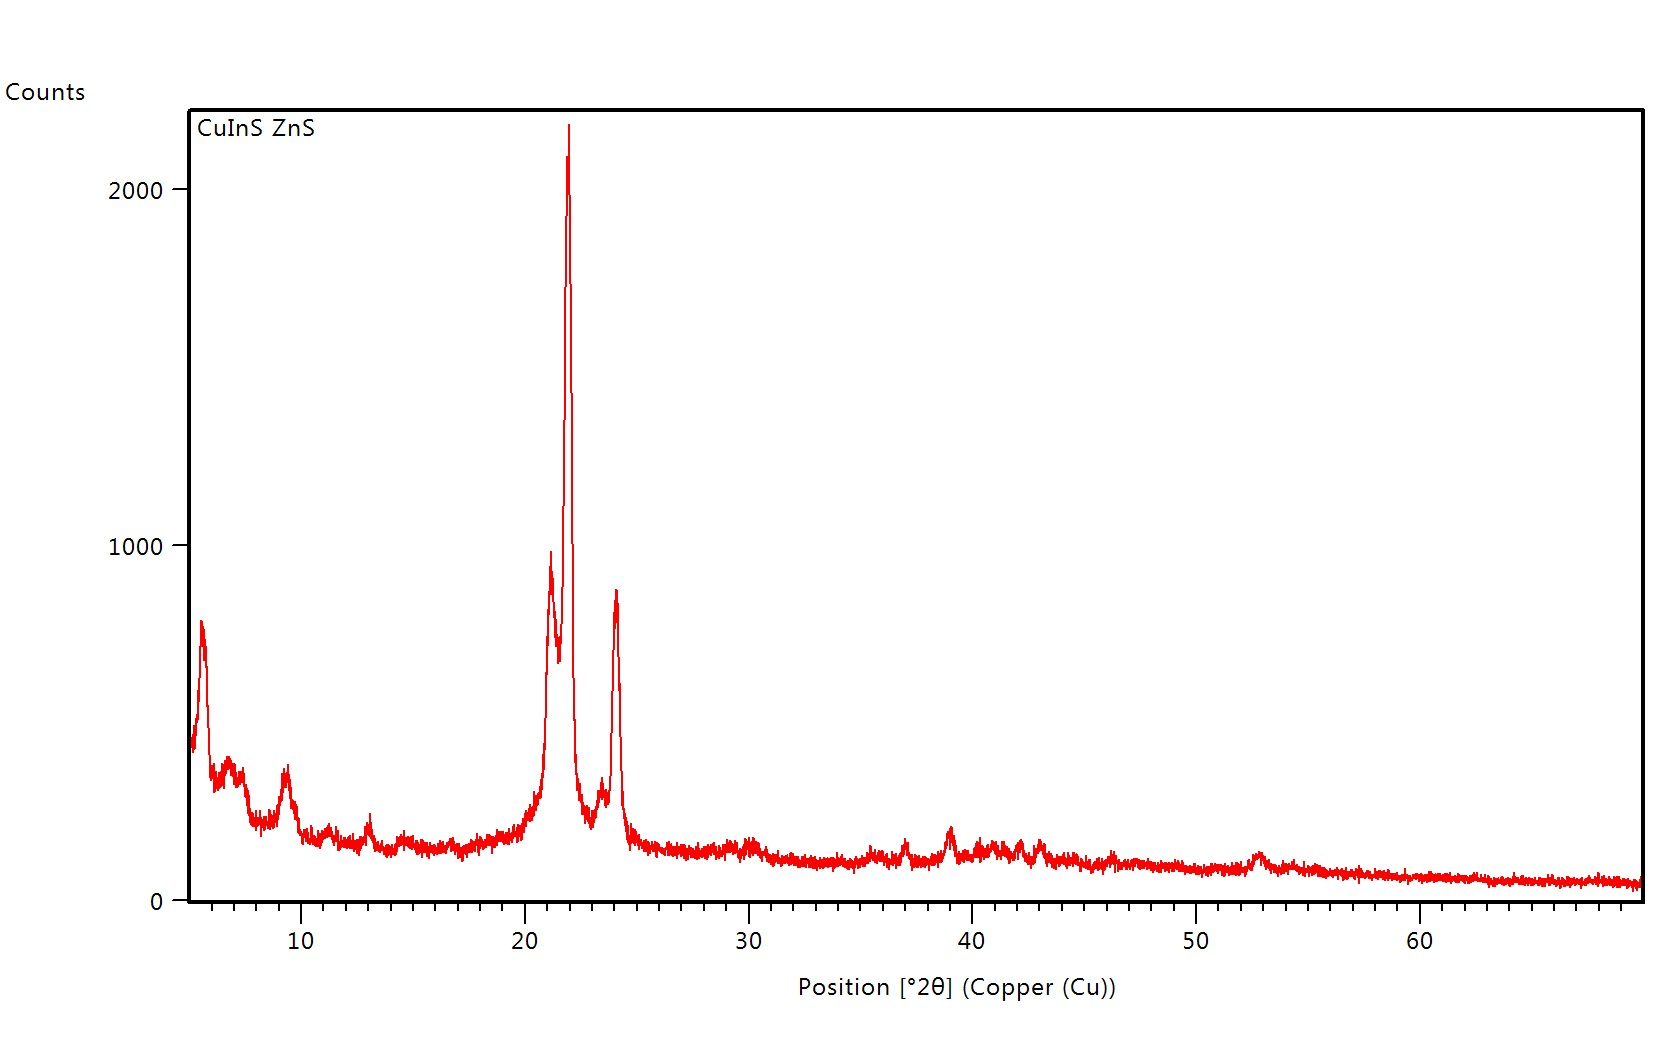 Counts
CuInS ZnS
2000
1000
0
10 20 30 40 50 60
Position [°2θ] (Copper (Cu))